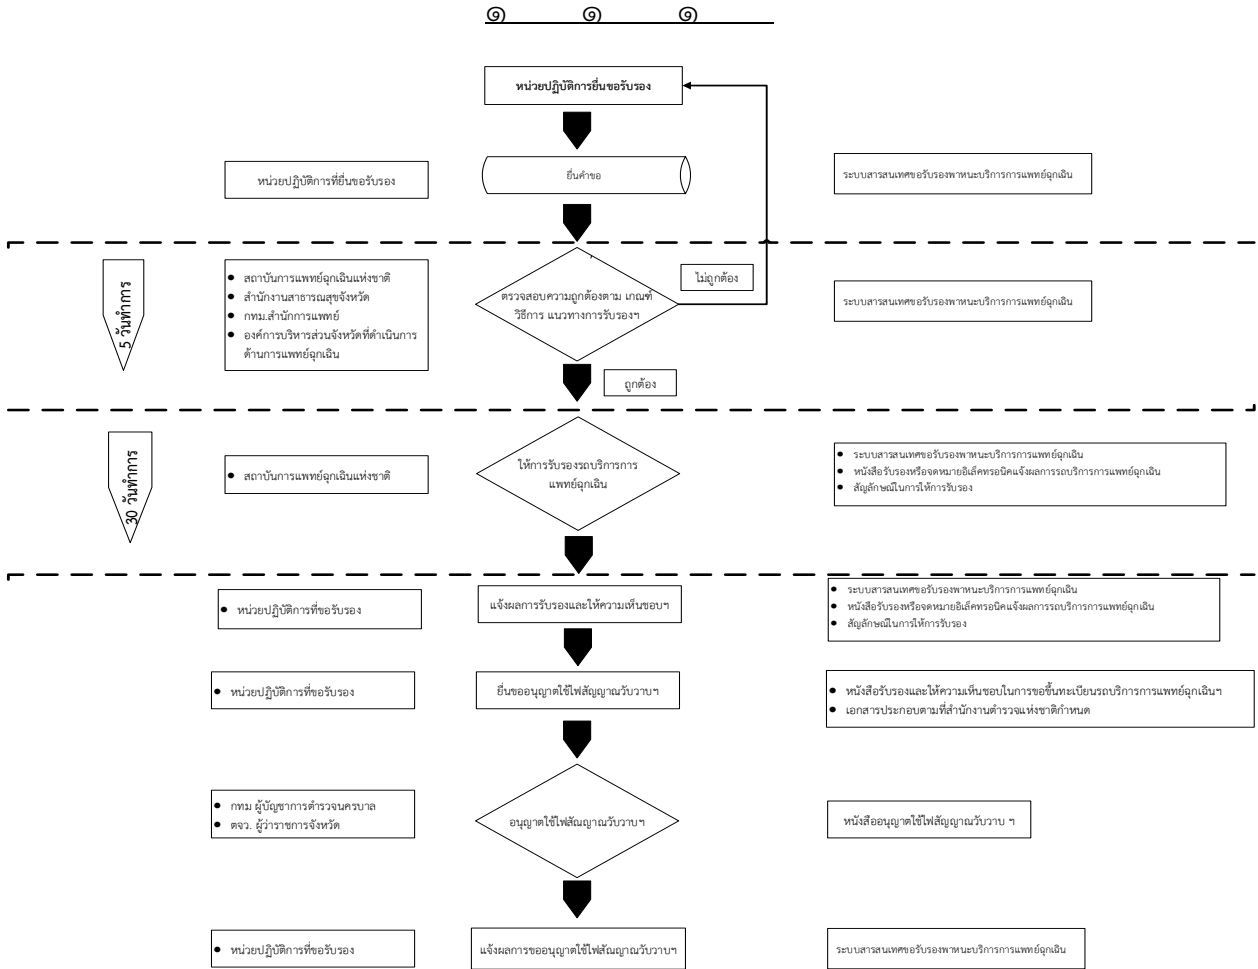 ๑ ๑ ๑
หน่วยปฏิบัติการยื่นขอรับรอง
หน่วยปฏิบัติการที่ยื่นขอรับรอง
ยื่นคำขอ
ระบบสารสนเทศขอรับรองพาหนะบริการการแพทย์ฉุกเฉิน
5 วันทำการ
• สถาบันการแพทย์ฉุกเฉินแห่งชาติ
• สำนักงานสาธารณสุขจังหวัด
• กทม.สำนักการแพทย์
• องค์การบริหารส่วนจังหวัดที่ดำเนินการ
ด้านการแพทย์ฉุกเฉิน
ตรวจสอบความถูกต้องตาม เกณฑ์
วิธีการ แนวทางการรับรองฯ
ไม่ถูกต้อง
ระบบสารสนเทศขอรับรองพาหนะบริการการแพทย์ฉุกเฉิน
ถูกต้อง
30 วันทำการ
• สถาบันการแพทย์ฉุกเฉินแห่งชาติ
ให้การรับรองรถบริการการ
แพทย์ฉุกเฉิน
• ระบบสารสนเทศขอรับรองพาหนะบริการการแพทย์ฉุกเฉิน
• หนังสือรับรองหรือจดหมายอิเล็คทรอนิคแจ้งผลการรถบริการการแพทย์ฉุกเฉิน
• สัญลักษณ์ในการให้การรับรอง
• หน่วยปฏิบัติการที่ขอรับรอง
แจ้งผลการรับรองและให้ความเห็นชอบฯ
• ระบบสารสนเทศขอรับรองพาหนะบริการการแพทย์ฉุกเฉิน
• หนังสือรับรองหรือจดหมายอิเล็คทรอนิคแจ้งผลการรถบริการการแพทย์ฉุกเฉิน
• สัญลักษณ์ในการให้การรับรอง
• หน่วยปฏิบัติการที่ขอรับรอง
ยื่นขออนุญาตใช้ไฟสัญญาณวับวาบฯ
• หนังสือรับรองและให้ความเห็นชอบในการขอขึ้นทะเบียนรถบริการการแพทย์ฉุกเฉินฯ
• เอกสารประกอบตามที่สำนักงานตำรวจแห่งชาติกำหนด
• กทม ผู้บัญชาการตำรวจนครบาล
• ตจว. ผู้ว่าราชการจังหวัด
อนุญาตใช้ไฟสัญญาณวับวาบฯ
หนังสืออนุญาตใช้ไฟสัญญาณวับวาบ ฯ
• หน่วยปฏิบัติการที่ขอรับรอง
แจ้งผลการขออนุญาตใช้ไฟสัญญาณวับวาบฯ
ระบบสารสนเทศขอรับรองพาหนะบริการการแพทย์ฉุกเฉิน